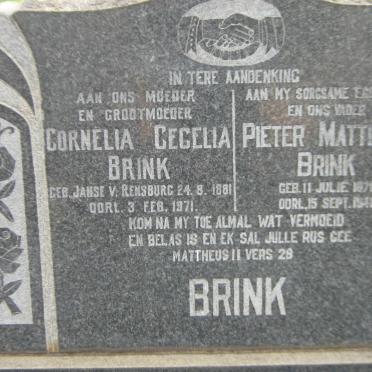 IN TERE AANDENKING
AAN ONS MOEDER
EN GROOTMOEDER
CORNELIA CECELIA
BRINK
GEB. JANSE V. RENSBURG 24. 8. 1881
OORL. 3 FEB. 1971.
AAN MY SORGSAME
EN ONS VADER
PIETER
BRINK
GEB. 11 JULIE
OORL. 15 SEPT.
KOM NA MY TOE ALMAL WAT VERMOEID
EN BELAS IS EN EK SAL JULLE RUS GEE
MATTHEUS 11 VERS 28
BRINK